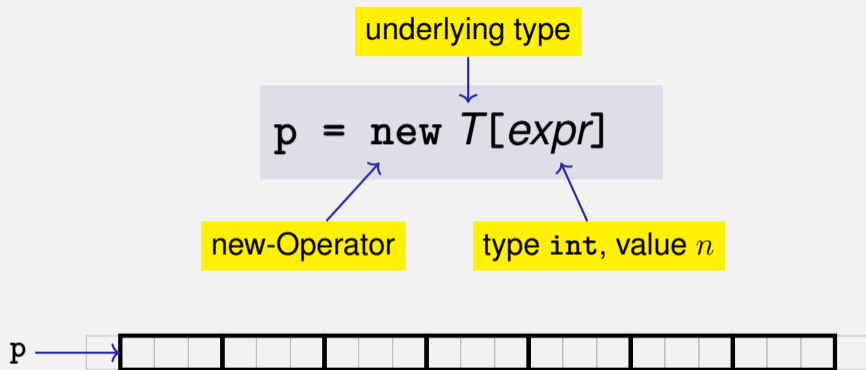 underlying type
p = new T[expr]
new-Operator
type int, value n
p